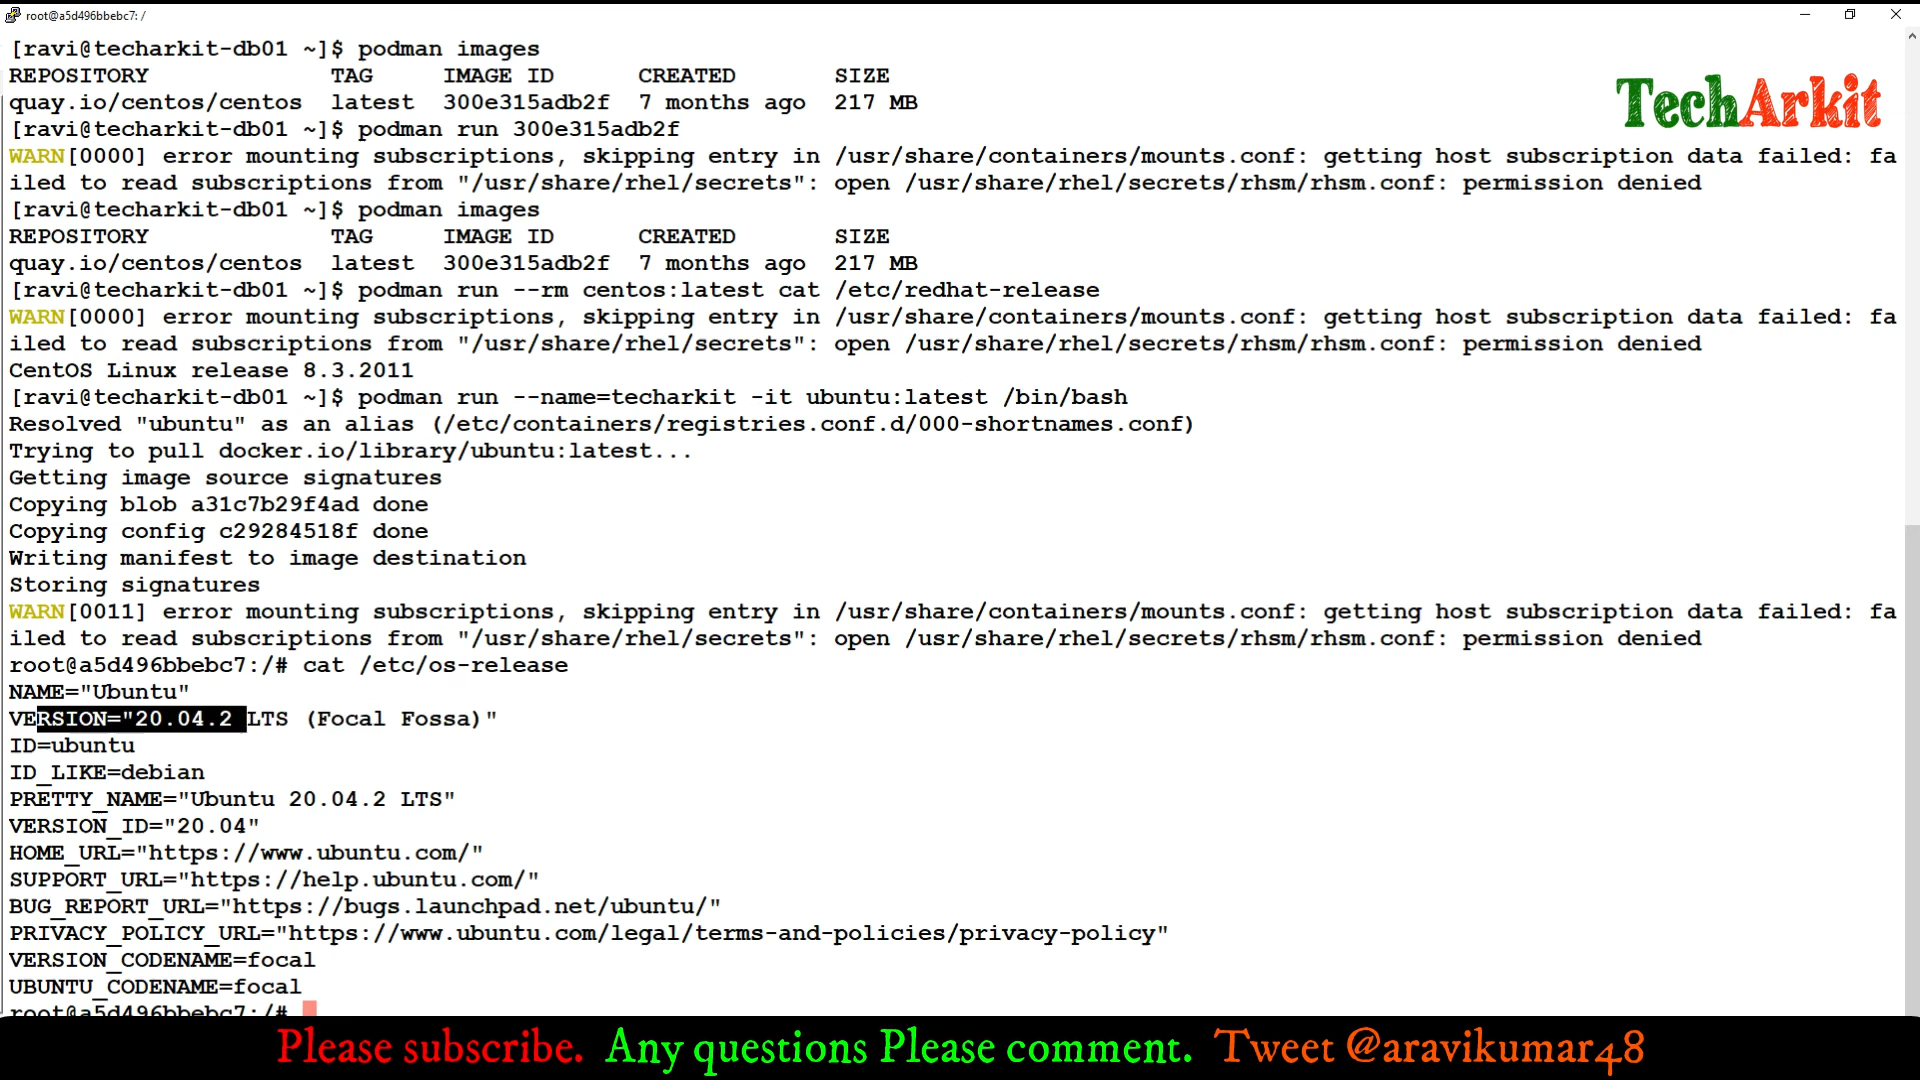 root@a5d496bbebc7: /
[ravi@techarkit-db01 ~]$ podman images
REPOSITORY TAG IMAGE ID CREATED SIZE
quay.io/centos/centos latest 300e315adb2f 7 months ago 217 MB
[ravi@techarkit-db01 ~]$ podman run 300e315adb2f
WARN[0000] error mounting subscriptions, skipping entry in /usr/share/containers/mounts.conf: getting host subscription data failed: fa
iled to read subscriptions from "/usr/share/rhel/secrets": open /usr/share/rhel/secrets/rhsm/rhsm.conf: permission denied
[ravi@techarkit-db01 ~]$ podman images
REPOSITORY TAG IMAGE ID CREATED SIZE
quay.io/centos/centos latest 300e315adb2f 7 months ago 217 MB
[ravi@techarkit-db01 ~]$ podman run --rm centos:latest cat /etc/redhat-release
WARN[0000] error mounting subscriptions, skipping entry in /usr/share/containers/mounts.conf: getting host subscription data failed: fa
iled to read subscriptions from "/usr/share/rhel/secrets": open /usr/share/rhel/secrets/rhsm/rhsm.conf: permission denied
CentOS Linux release 8.3.2011
[ravi@techarkit-db01 ~]$ podman run --name=techarkit -it ubuntu:latest /bin/bash
Resolved "ubuntu" as an alias (/etc/containers/registries.conf.d/000-shortnames.conf)
Trying to pull docker.io/library/ubuntu:latest...
Getting image source signatures
Copying blob a31c7b29f4ad done
Copying config c29284518f done
Writing manifest to image destination
Storing signatures
WARN[0011] error mounting subscriptions, skipping entry in /usr/share/containers/mounts.conf: getting host subscription data failed: fa
iled to read subscriptions from "/usr/share/rhel/secrets": open /usr/share/rhel/secrets/rhsm/rhsm.conf: permission denied
root@a5d496bbebc7:/# cat /etc/os-release
NAME="Ubuntu"
VERSION="20.04.2 LTS (Focal Fossa)"
ID=ubuntu
ID_LIKE=debian
PRETTY_NAME="Ubuntu 20.04.2 LTS"
VERSION_ID="20.04"
HOME_URL="https://www.ubuntu.com/"
SUPPORT_URL="https://help.ubuntu.com/"
BUG_REPORT_URL="https://bugs.launchpad.net/ubuntu/"
PRIVACY_POLICY_URL="https://www.ubuntu.com/legal/terms-and-policies/privacy-policy"
VERSION_CODENAME=focal
UBUNTU_CODENAME=focal
root@a5d496bbebc7:/#
TechArkit
Please subscribe. Any questions Please comment. Tweet @aravikumar48